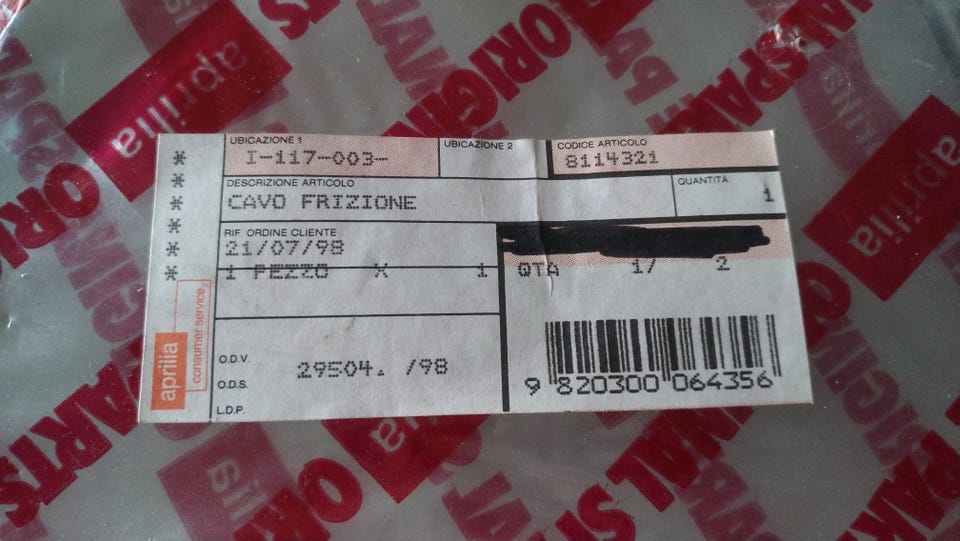 UBICAZIONE 1
I-117-003-
UBICAZIONE 2
CODICE ARTICOLO
8114321
DESCRIZIONE ARTICOLO
CAVO FRIZIONE
QUANTITÀ
1
RIF. ORDINE CLIENTE
21/07/98
1 PEZZO X 1
QTA 1/ 2
O.D.V.
29504. /98
O.D.S.
L.D.P.
9 820300 064356
* * * * * *
aprilia
consumer service
aprilia
ORIGINAL SPARE PARTS
aprilia